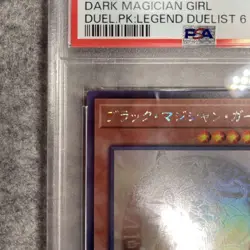 DARK MAGICIAN GIRL
DUEL.PK:LEGEND DUELIST 6
PSA
ブラック・マジシャン・ガー